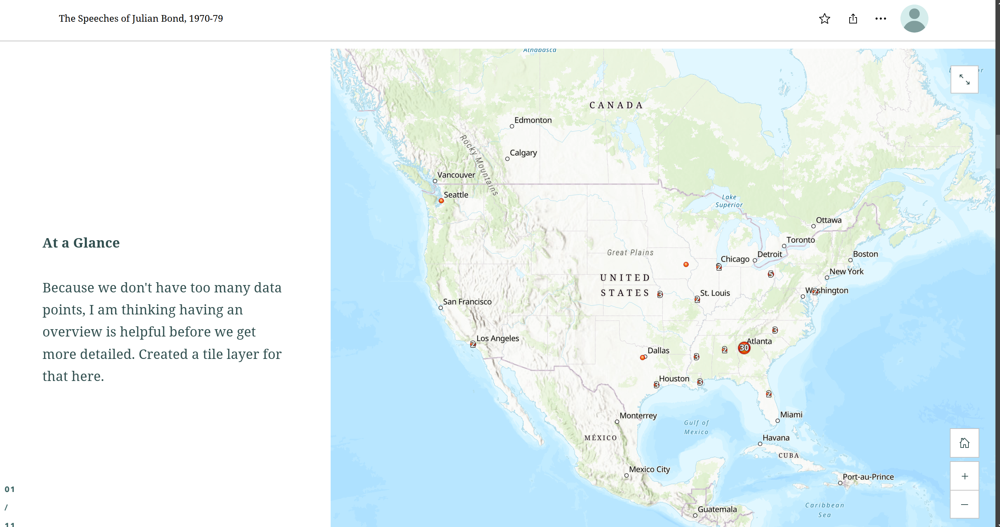 The Speeches of Julian Bond, 1970-79
At a Glance
Because we don't have too many data
points, I am thinking having an
overview is helpful before we get
more detailed. Created a tile layer for
that here.
01
/
11
Athabasca
CANADA
Edmonton
Rocky Mountains
Calgary
Vancouver
Seattle
Lake
Superior
Ottawa
Toronto
Great Plains
Detroit
Boston
Chicago
2
New York
5
UNITED
STATES
3
St. Louis
2
Washington
2
San Francisco
3
Los Angeles
2
Atlanta
30
2
Dallas
3
Houston
3
3
2
Monterrey
Miami
Gulf of
Mexico
MÉXICO
Havana
CUBA
Mexico City
Port-au-Prince
Caribbean
Sea
Guatemala